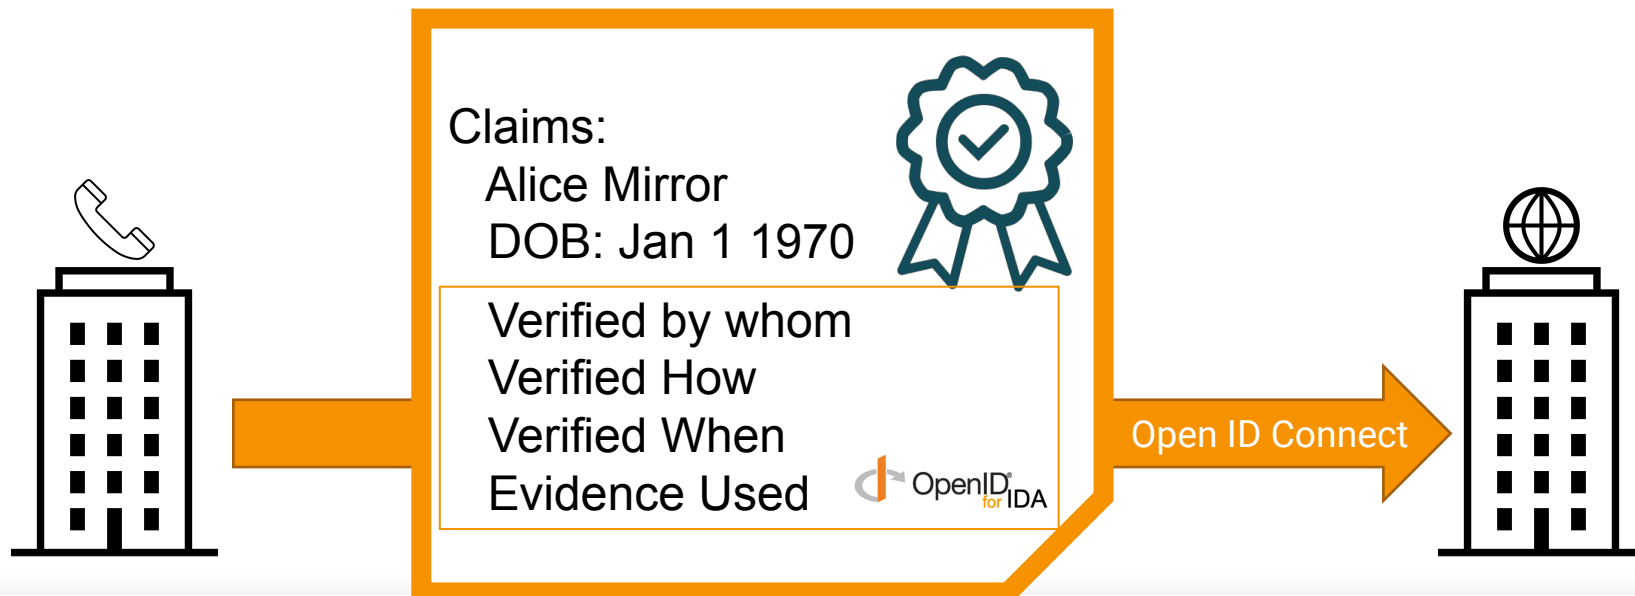 Claims:
Alice Mirror
DOB: Jan 1 1970
Verified by whom
Verified How
Verified When
Evidence Used
OpenID®
for IDA
Open ID Connect